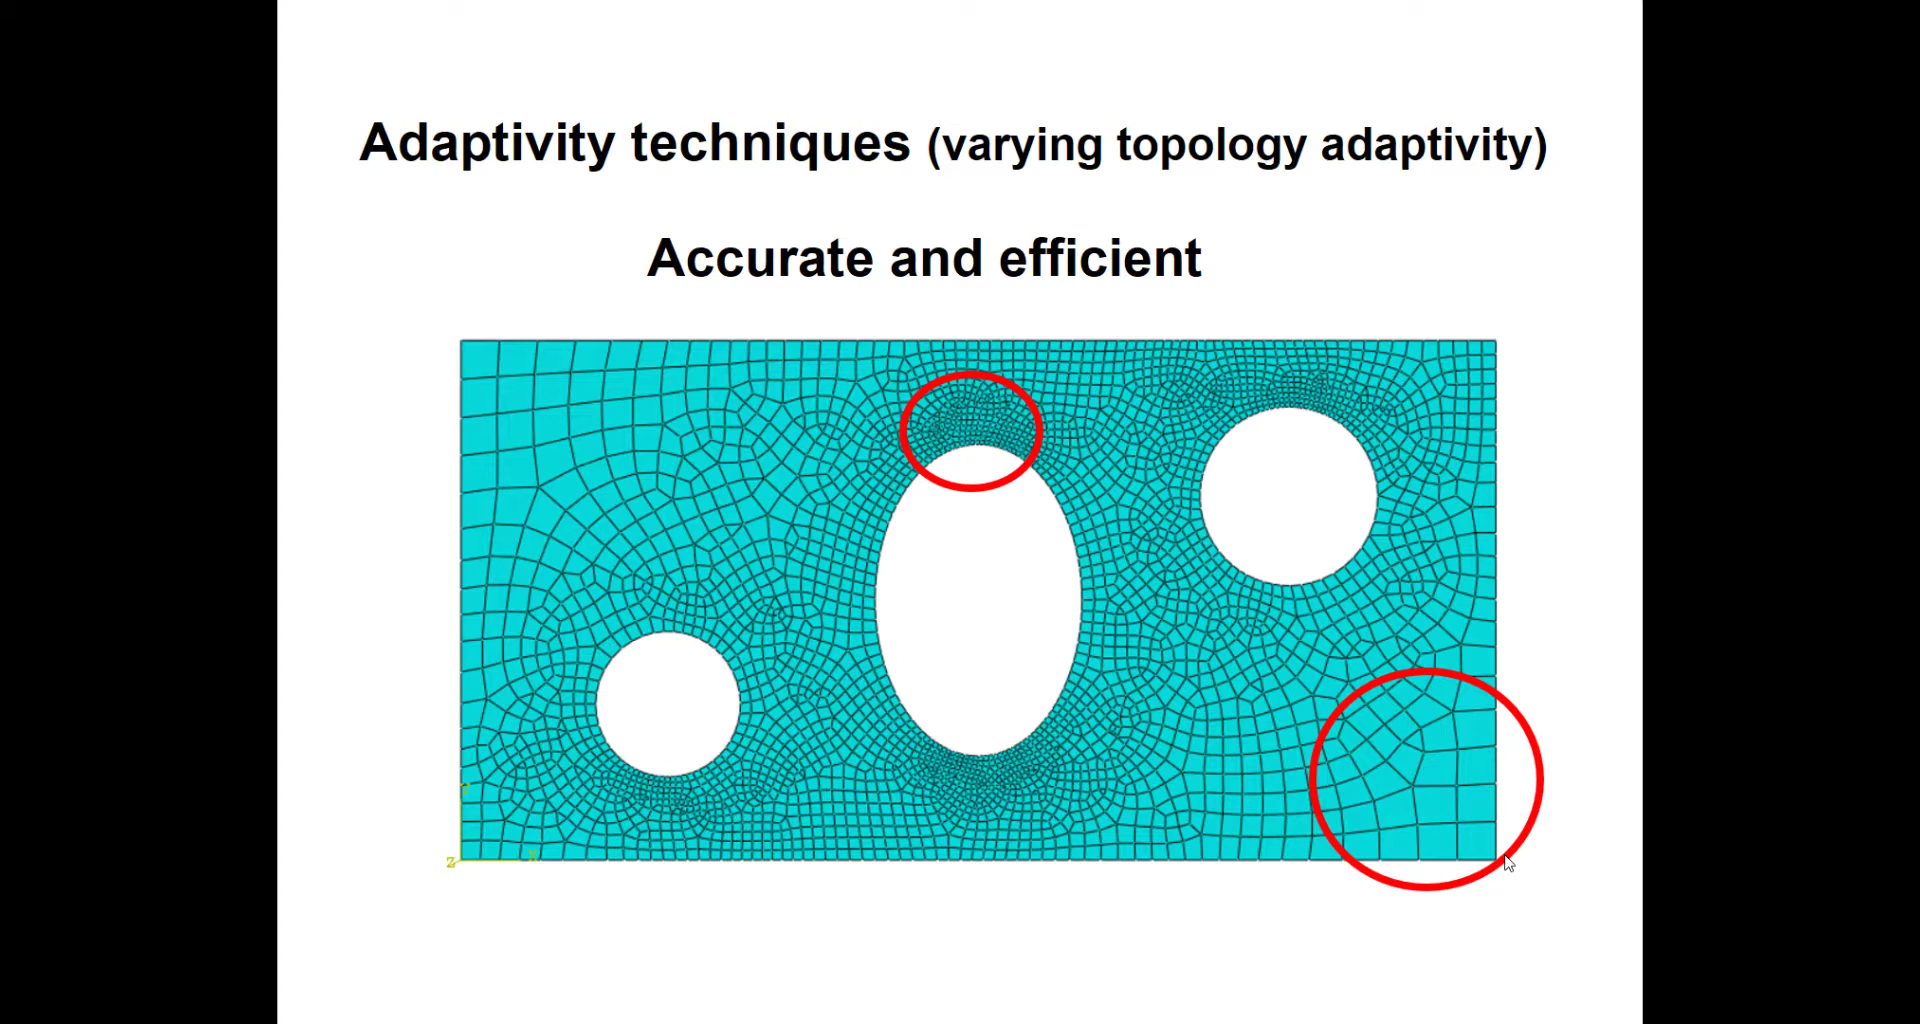 Adaptivity techniques (varying topology adaptivity)
Accurate and efficient
Y
Z
X